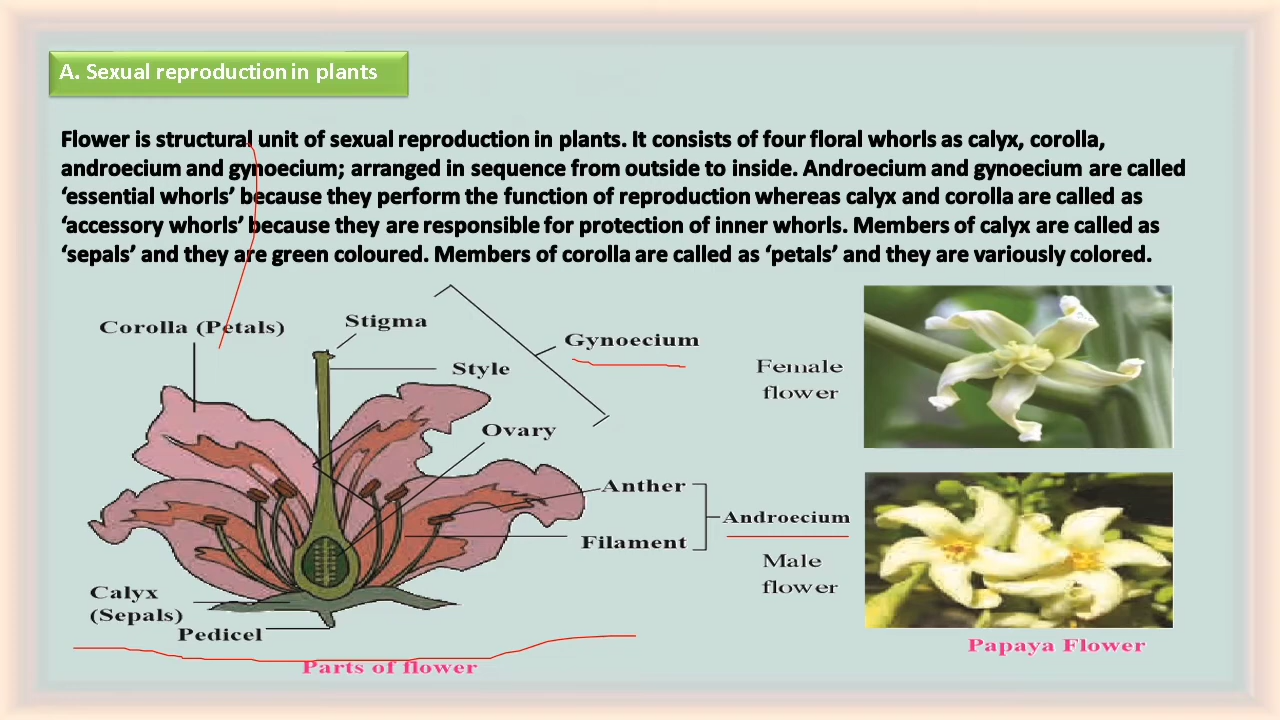 A. Sexual reproduction in plants
Flower is structural unit of sexual reproduction in plants. It consists of four floral whorls as calyx, corolla,
androecium and gynoecium; arranged in sequence from outside to inside. Androecium and gynoecium are called
‘essential whorls’ because they perform the function of reproduction whereas calyx and corolla are called as
‘accessory whorls’ because they are responsible for protection of inner whorls. Members of calyx are called as
‘sepals’ and they are green coloured. Members of corolla are called as ‘petals’ and they are variously colored.
Corolla (Petals)
Stigma
Gynoecium
Style
Ovary
Anther
Androecium
Filament
Calyx
(Sepals)
Pedicel
Parts of flower
Female
flower
Male
flower
Papaya Flower